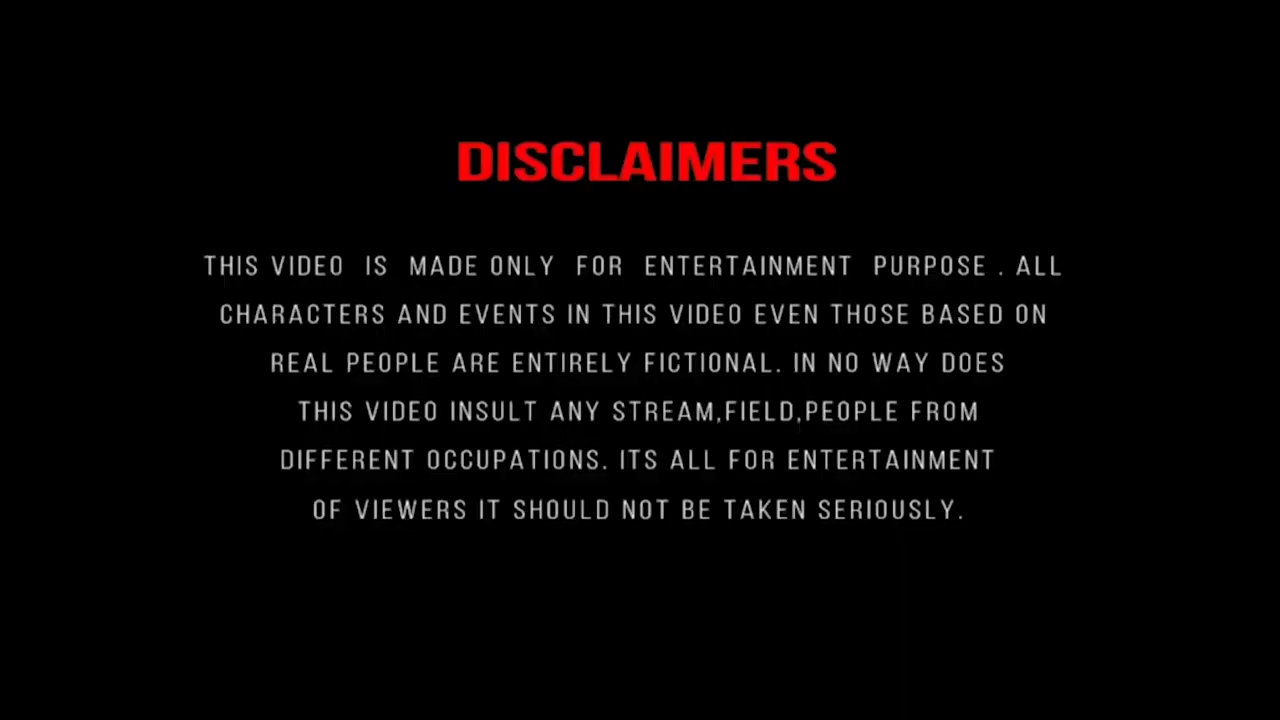 DISCLAIMERS
THIS VIDEO IS MADE ONLY FOR ENTERTAINMENT PURPOSE . ALL
CHARACTERS AND EVENTS IN THIS VIDEO EVEN THOSE BASED ON
REAL PEOPLE ARE ENTIRELY FICTIONAL. IN NO WAY DOES
THIS VIDEO INSULT ANY STREAM,FIELD,PEOPLE FROM
DIFFERENT OCCUPATIONS. ITS ALL FOR ENTERTAINMENT
OF VIEWERS IT SHOULD NOT BE TAKEN SERIOUSLY.